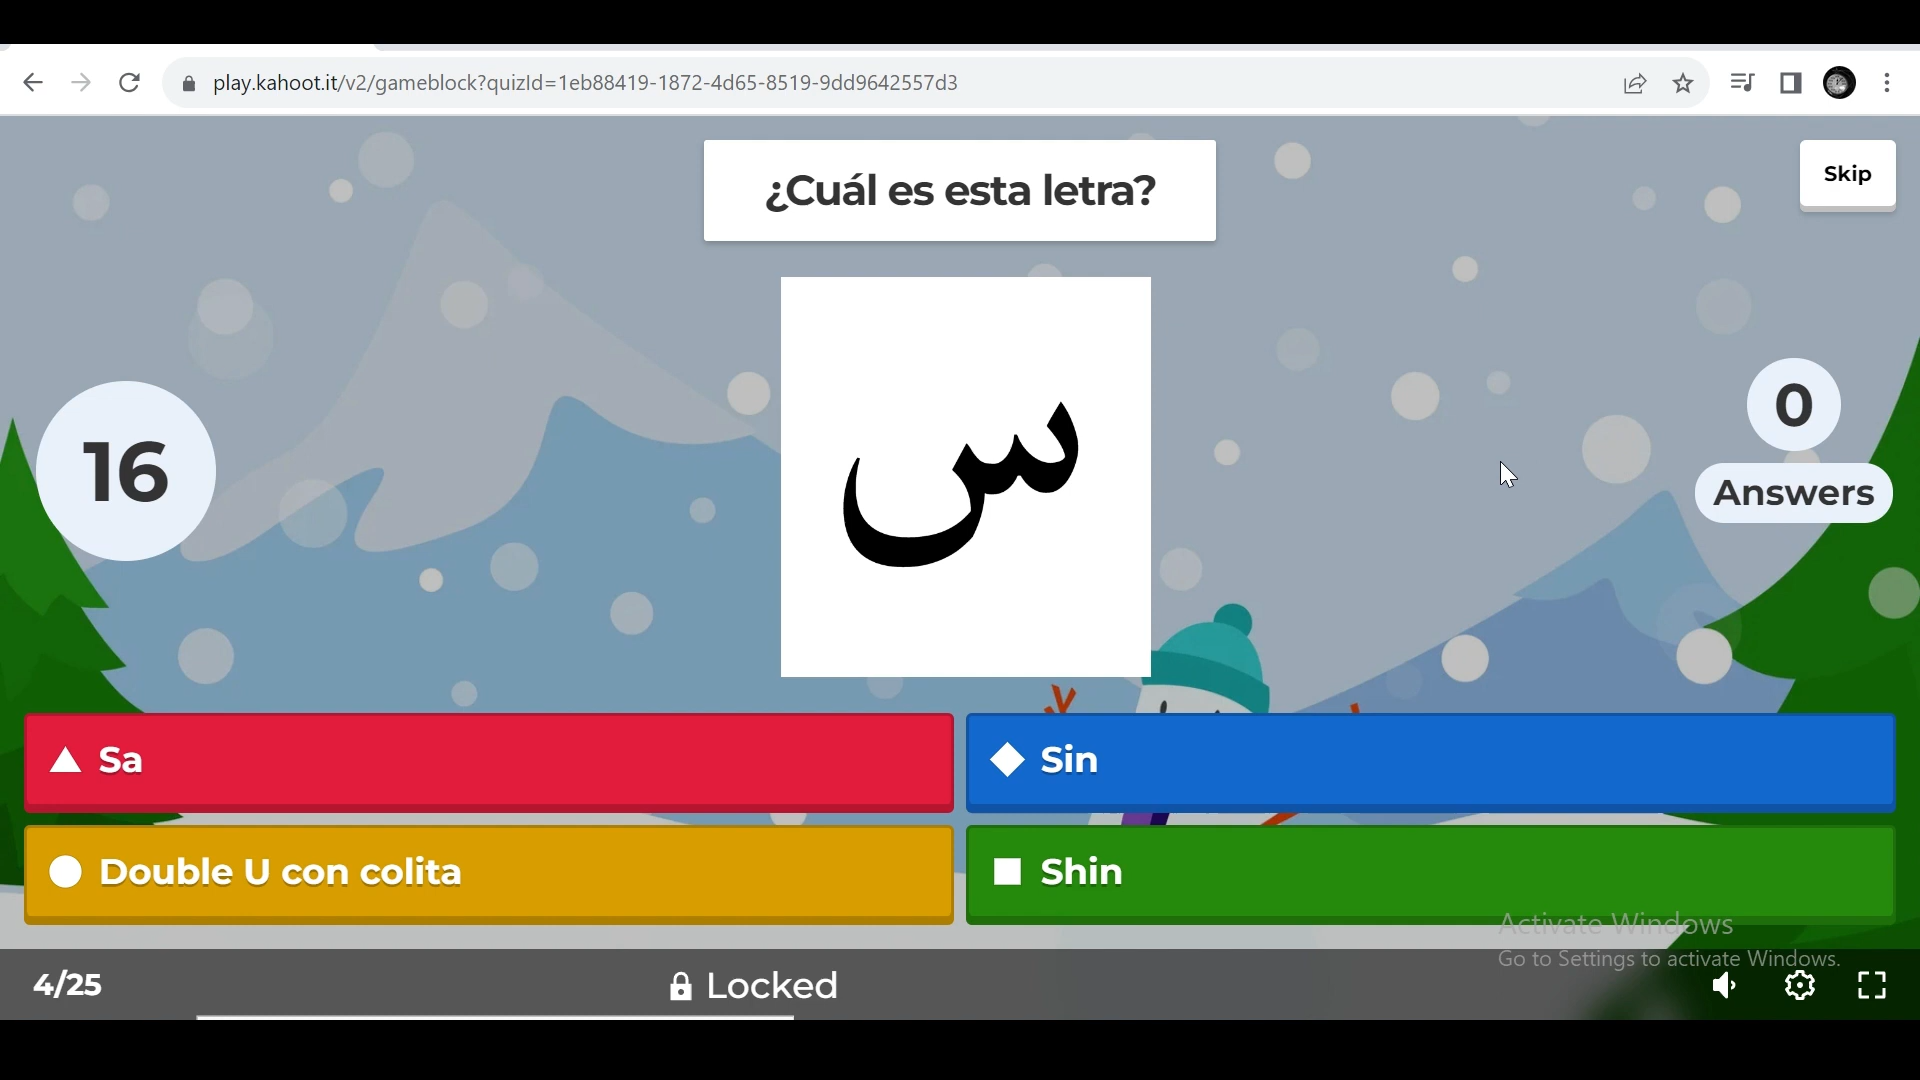 play.kahoot.it/v2/gameblock?quizId=1eb88419-1872-4d65-8519-9dd9642557d3
¿Cuál es esta letra?
Skip
س
16
0
Answers
Sa
Sin
Double U con colita
Shin
Activate Windows
Go to Settings to activate Windows.
4/25
Locked